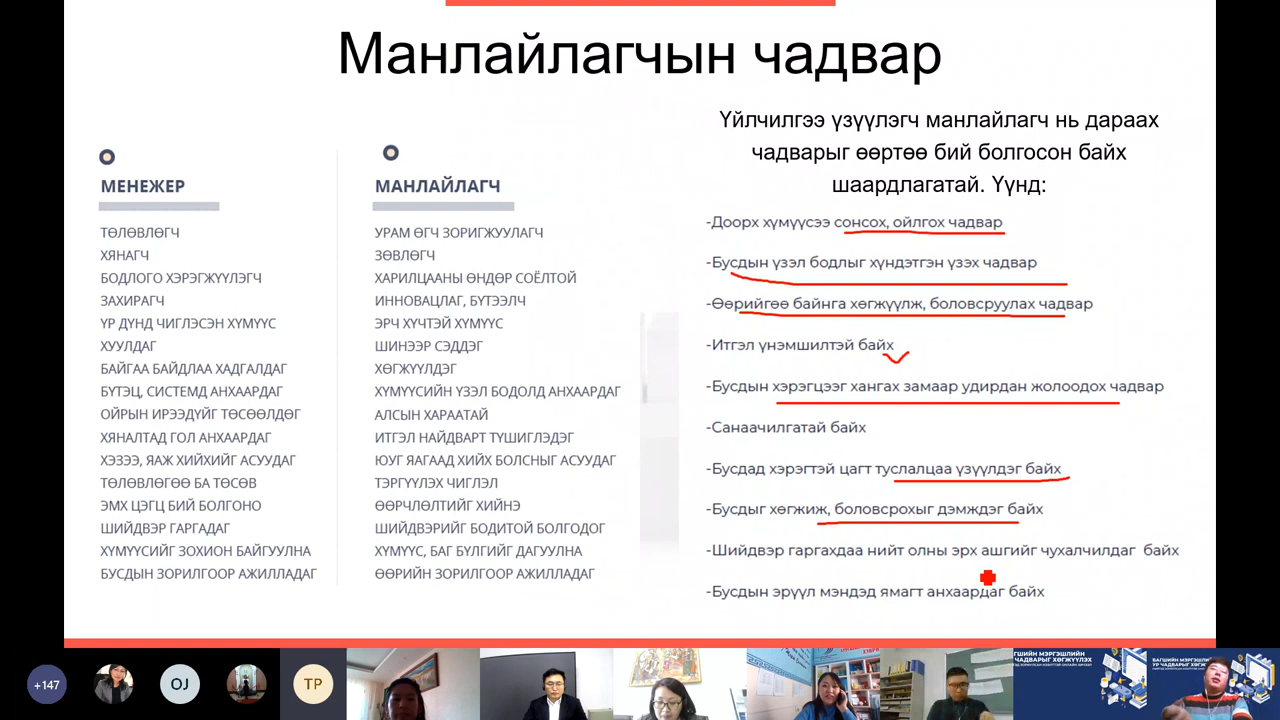 Манлайлагчын чадвар
МЕНЕЖЕР
ТӨЛӨВЛӨГЧ
ХЯНАГЧ
БОДЛОГО ХЭРЭГЖҮҮЛЭГЧ
ЗАХИРАГЧ
ҮР ДҮНД ЧИГЛЭСЭН ХҮМҮҮС
ХУУЛДАГ
БАЙГАА БАЙДЛАА ХАДГАЛДАГ
БҮТЭЦ, СИСТЕМД АНХААРДАГ
ОЙРЫН ИРЭЭДҮЙГ ТӨСӨӨЛДӨГ
ХЯНАЛТАД ГОЛ АНХААРДАГ
ХЭЗЭЭ, ЯАЖ ХИЙХИЙГ АСУУДАГ
ТӨЛӨВЛӨГӨӨ БА ТӨСӨВ
ЭМХ ЦЭГЦ БИЙ БОЛГОНО
ШИЙДВЭР ГАРГАДАГ
ХҮМҮҮСИЙГ ЗОХИОН БАЙГУУЛНА
БУСДЫН ЗОРИЛГООР АЖИЛЛАДАГ
МАНЛАЙЛАГЧ
УРАМ ӨГЧ ЗОРИГЖУУЛАГЧ
ЗӨВЛӨГЧ
ХАРИЛЦААНЫ ӨНДӨР СОЁЛТОЙ
ИННОВАЦЛАГ, БҮТЭЭЛЧ
ЭРЧ ХҮЧТЭЙ ХҮМҮҮС
ШИНЭЭР СЭДДЭГ
ХӨГЖҮҮЛДЭГ
ХҮМҮҮСИЙН ҮЗЭЛ БОДОЛД АНХААРДАГ
АЛСЫН ХАРААТАЙ
ИТГЭЛ НАЙДВАРТ ТҮШИГЛЭДЭГ
ЮУГ ЯАГААД ХИЙХ БОЛСНЫГ АСУУДАГ
ТЭРГҮҮЛЭХ ЧИГЛЭЛ
ӨӨРЧЛӨЛТИЙГ ХИЙНЭ
ШИЙДВЭРИЙГ БОДИТОЙ БОЛГОДОГ
ХҮМҮҮС, БАГ БҮЛГИЙГ ДАГУУЛНА
ӨӨРИЙН ЗОРИЛГООР АЖИЛЛАДАГ
Үйлчилгээ үзүүлэгч манлайлагч нь дараах
чадварыг өөртөө бий болгосон байх
шаардлагатай. Үүнд:
-Доорх хүмүүсээ сонсох, ойлгох чадвар
-Бусдын үзэл бодлыг хүндэтгэн үзэх чадвар
-Өөрийгөө байнга хөгжүүлж, боловсруулах чадвар
-Итгэл үнэмшилтэй байх
-Бусдын хэрэгцээг хангах замаар удирдан жолоодох чадвар
-Санаачилгатай байх
-Бусдад хэрэгтэй цагт туслалцаа үзүүлдэг байх
-Бусдыг хөгжиж, боловсрохыг дэмждэг байх
-Шийдвэр гаргахдаа нийт олны эрх ашгийг чухалчилдаг байх
-Бусдын эрүүл мэндэд ямагт анхаардаг байх
+147
OJ
TP